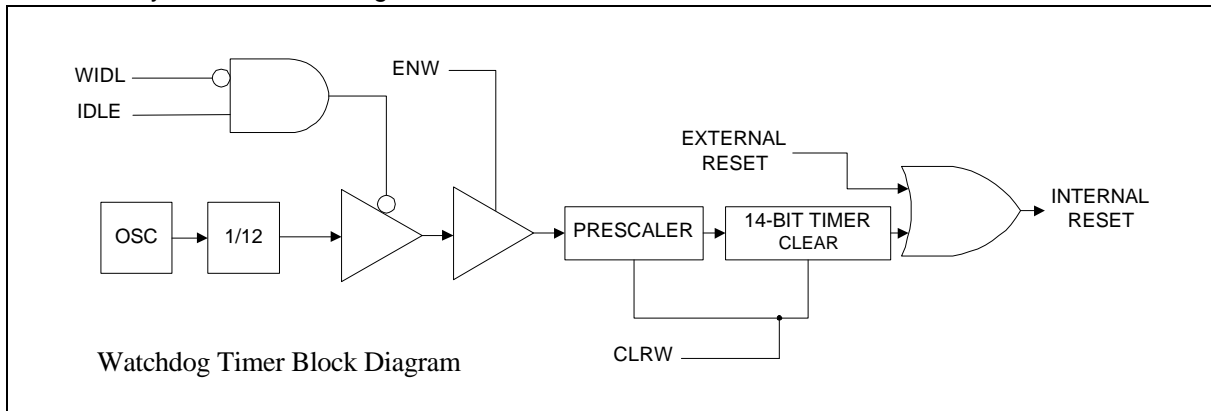 WIDL
IDLE
ENW
EXTERNAL
RESET
INTERNAL
RESET
OSC
1/12
PRESCALER
14-BIT TIMER
CLEAR
CLRW
Watchdog Timer Block Diagram